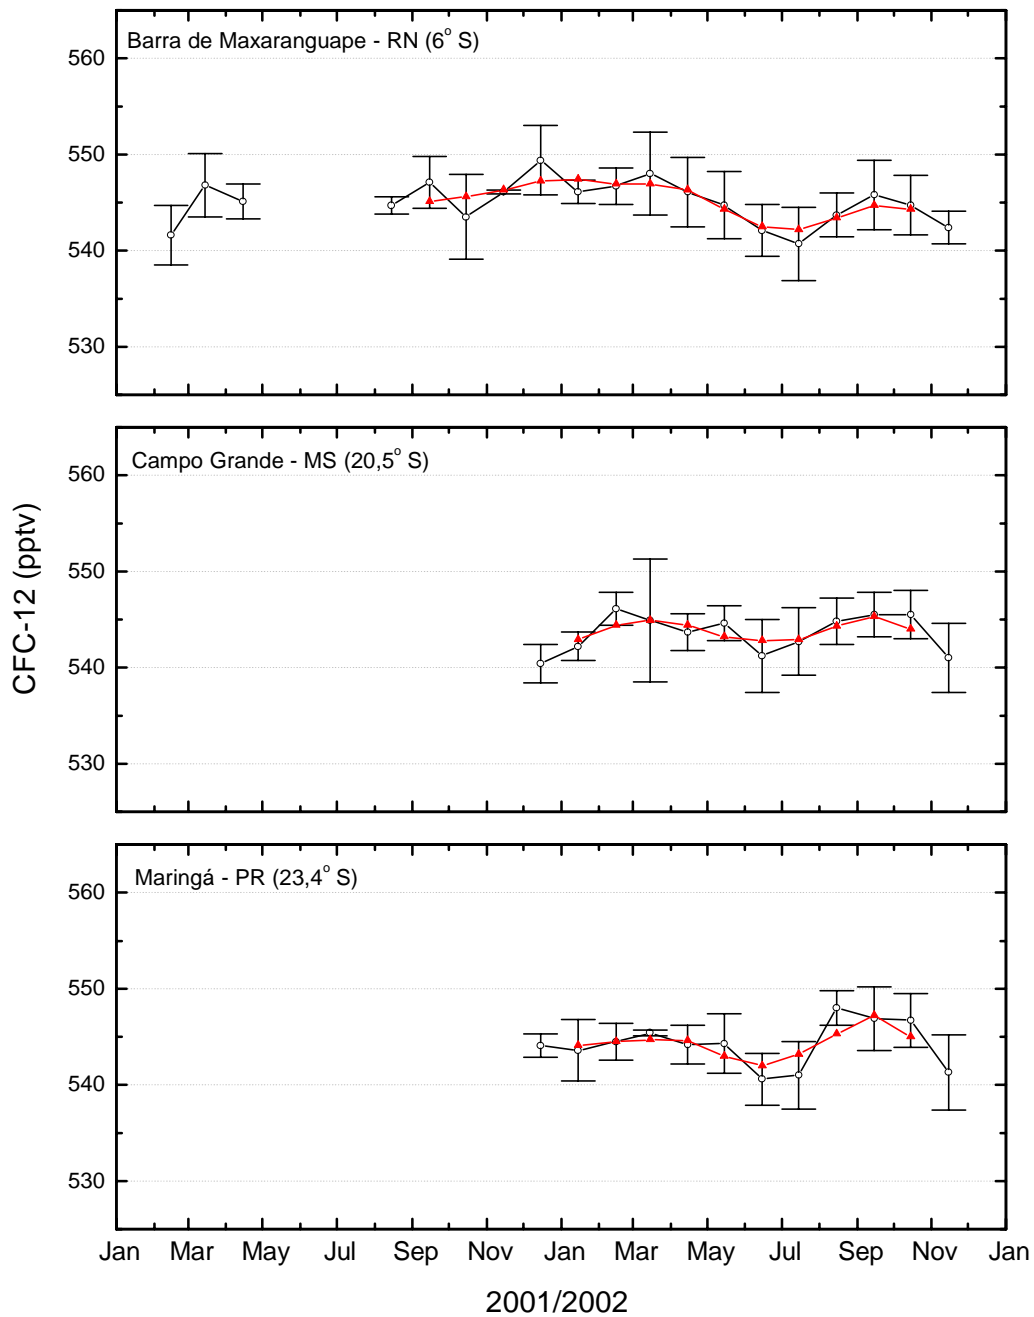 Barra de Maxaranguape - RN (6° S)
560
550
540
530
Campo Grande - MS (20,5° S)
560
550
540
530
CFC-12 (pptv)
Maringá - PR (23,4° S)
560
550
540
530
Jan Mar May Jul Sep Nov Jan Mar May Jul Sep Nov Jan
2001/2002